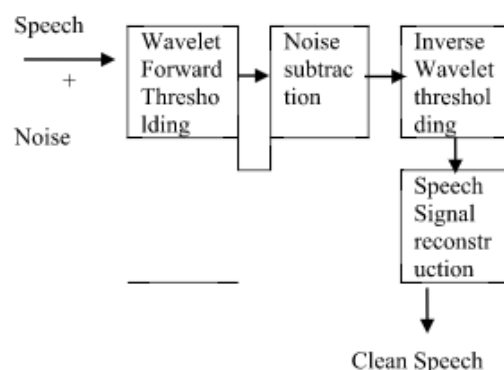 Speech
+
Noise
Wavelet
Forward
Thresho
lding
Noise
subtrac
tion
Inverse
Wavelet
threshol
ding
Speech
Signal
reconstr
uction
Clean Speech